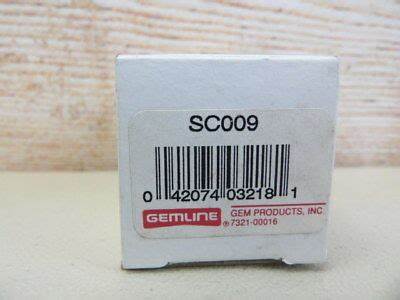 SC009
0 42074 03218 1
GEMLINE GEM PRODUCTS, INC
®7321-00016